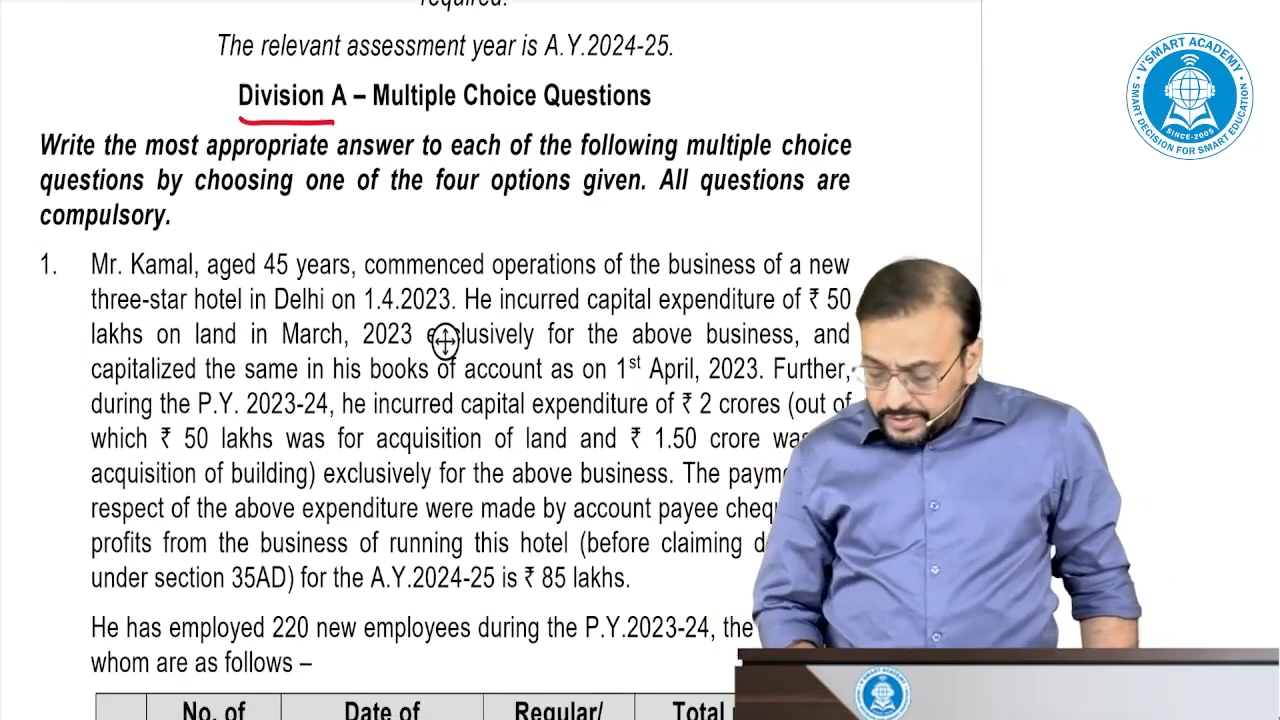 required.
The relevant assessment year is A.Y.2024-25.
Division A – Multiple Choice Questions
Write the most appropriate answer to each of the following multiple choice
questions by choosing one of the four options given. All questions are
compulsory.
1. Mr. Kamal, aged 45 years, commenced operations of the business of a new
three-star hotel in Delhi on 1.4.2023. He incurred capital expenditure of ₹ 50
lakhs on land in March, 2023 exclusively for the above business, and
capitalized the same in his books of account as on 1st April, 2023. Further,
during the P.Y. 2023-24, he incurred capital expenditure of ₹ 2 crores (out of
which ₹ 50 lakhs was for acquisition of land and ₹ 1.50 crore was
acquisition of building) exclusively for the above business. The
respect of the above expenditure were made by account payee
profits from the business of running this hotel (before claiming
under section 35AD) for the A.Y.2024-25 is ₹ 85 lakhs.
He has employed 220 new employees during the P.Y.2023-24, the
whom are as follows –
No. of Date of Regular/ Total
V'SMART ACADEMY
SMART DECISION FOR SMART EDUCATION
SINCE-2005